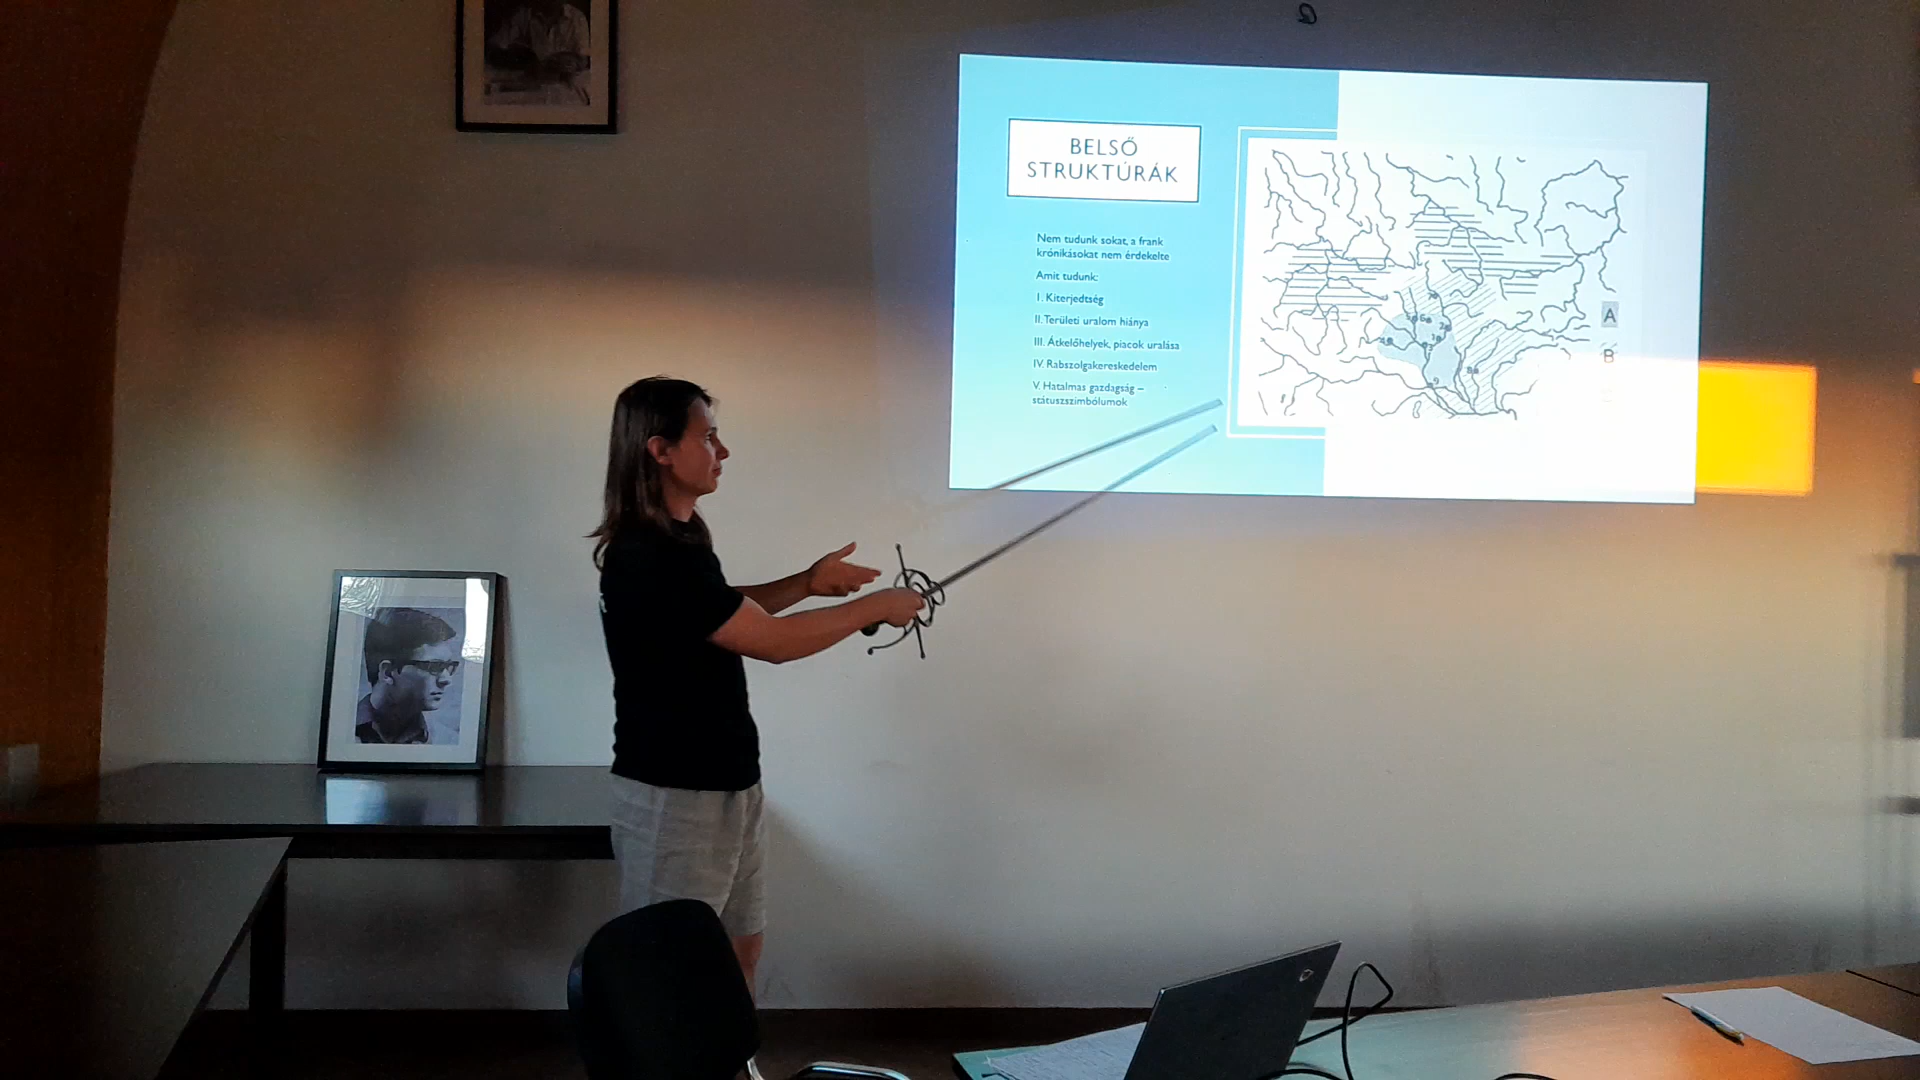 BELSŐ
STRUKTÚRÁK
Nem tudunk sokat, a frank
krónikásokat nem érdekelte
Amit tudunk:
I. Kiterjedtség
II. Területi uralom hiánya
III. Átkelőhelyek, piacok uralása
IV. Rabszolgakereskedelem
V. Hatalmas gazdagság –
státuszszimbólumok
A
B